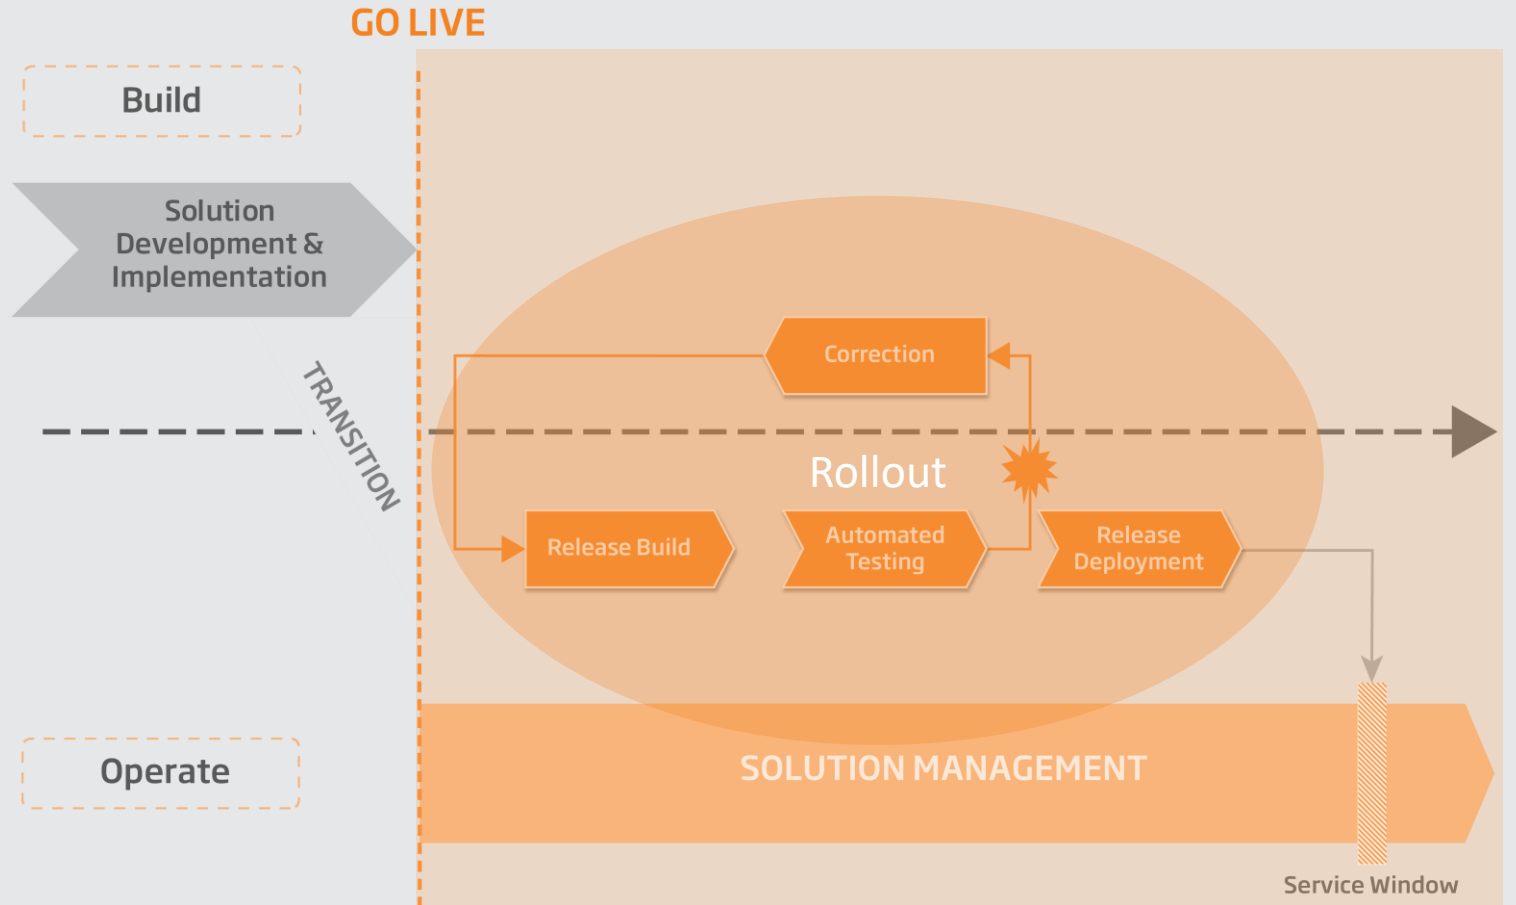 GO LIVE
Build
Solution
Development &
Implementation
TRANSITION
Correction
Rollout
Release Build
Automated
Testing
Release
Deployment
Operate
SOLUTION MANAGEMENT
Service Window